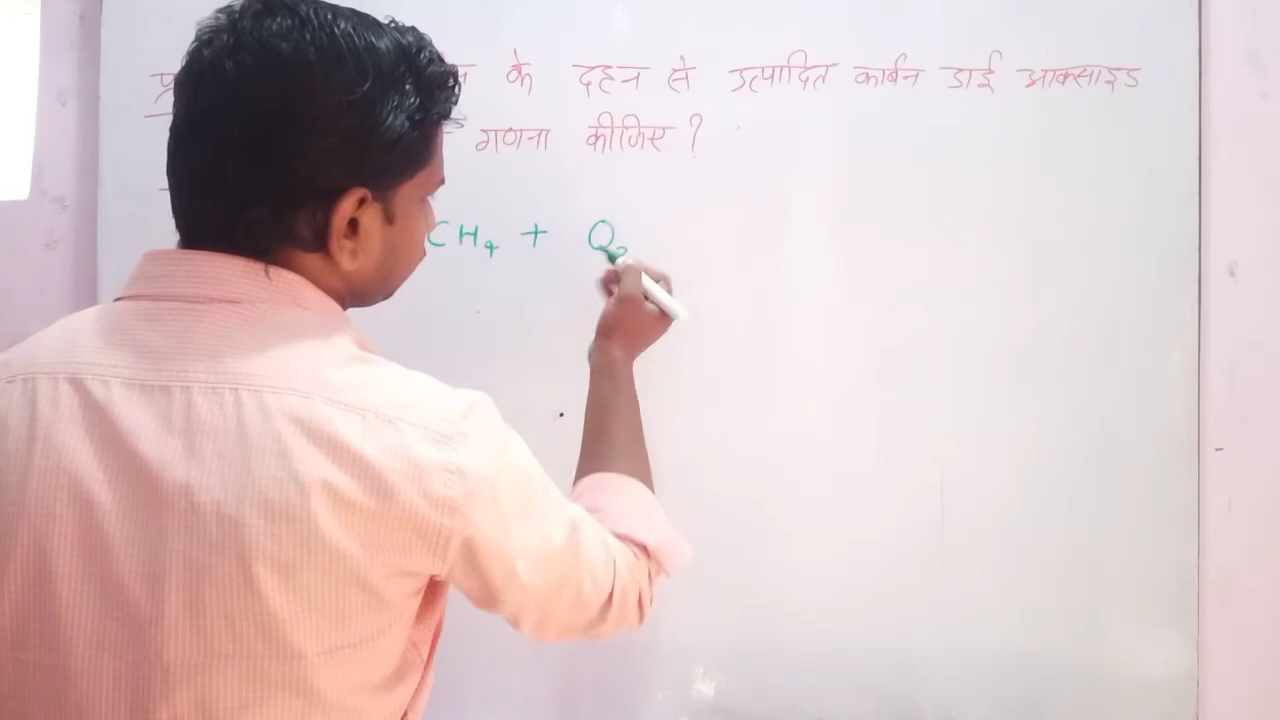 के दहन से उत्पादित कार्बन डाई आक्साइड
गणना कीजिए ?
CH₄ + O₂